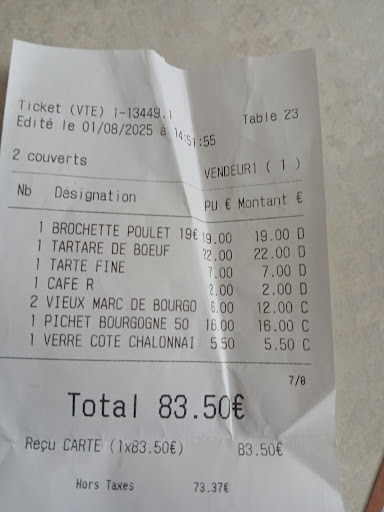 Ticket (VTE) 1-13449.1 Table 23
Edité le 01/08/2025 à 14:51:55
2 couverts VENDEUR1 ( 1 )
Nb Désignation PU € Montant €
1 BROCHETTE POULET 19€ 19.00 19.00 D
1 TARTARE DE BOEUF 22.00 22.00 D
1 TARTE FINE 7.00 7.00 D
1 CAFE R 2.00 2.00 D
2 VIEUX MARC DE BOURGO 6.00 12.00 C
1 PICHET BOURGOGNE 50 16.00 16.00 C
1 VERRE COTE CHALONNAI 5.50 5.50 C
7/8
Total 83.50€
Reçu CARTE (1x83.50€) 83.50€
Hors Taxes 73.37€